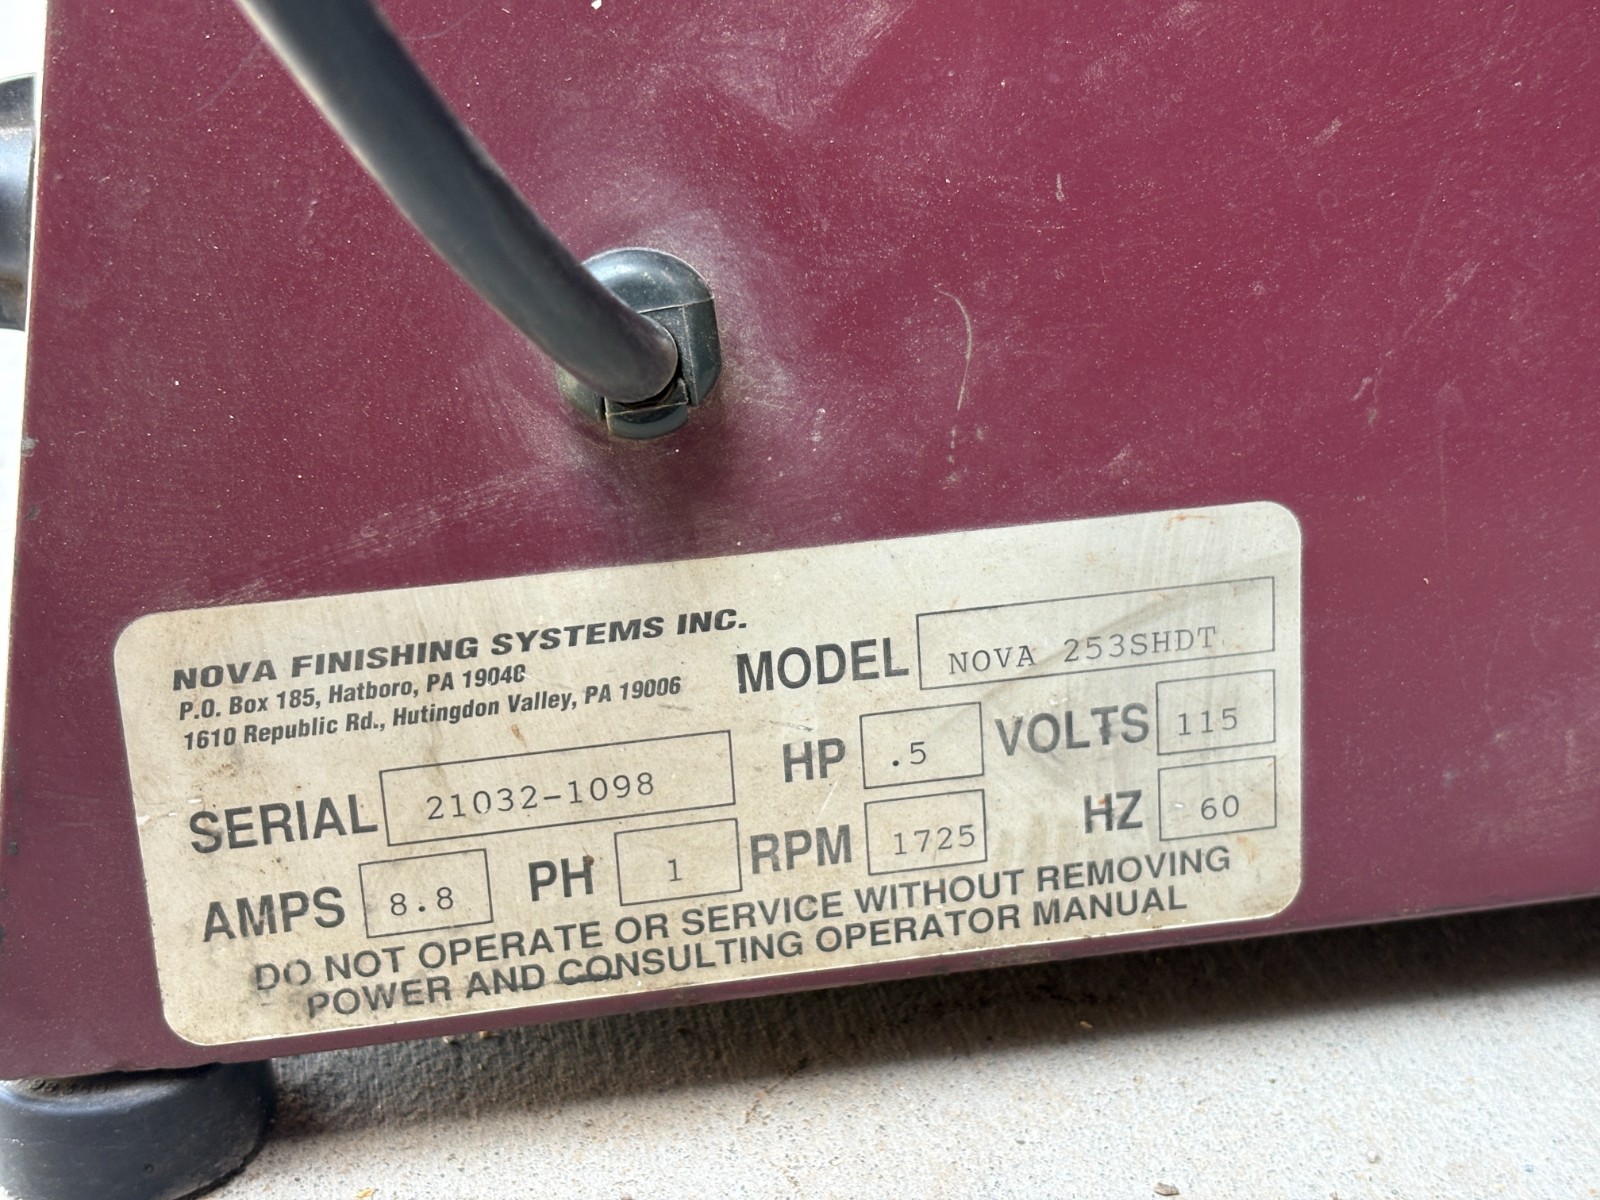 NOVA FINISHING SYSTEMS INC.
P.O. Box 185, Hatboro, PA 19040
1610 Republic Rd., Hutingdon Valley, PA 19006
MODEL NOVA 253SHDT
SERIAL 21032-1098 HP .5 VOLTS 115
AMPS 8.8 PH 1 RPM 1725 HZ 60
DO NOT OPERATE OR SERVICE WITHOUT REMOVING
POWER AND CONSULTING OPERATOR MANUAL